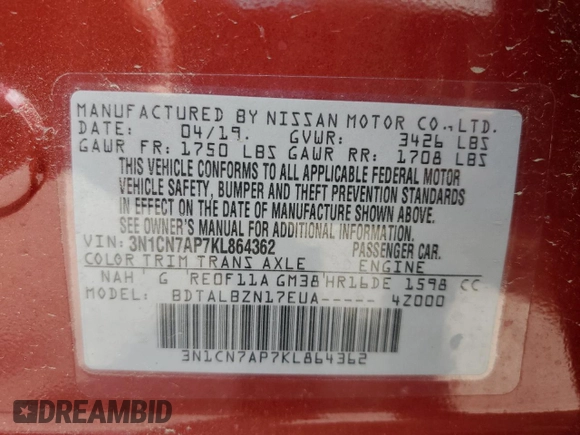 MANUFACTURED BY NISSAN MOTOR CO., LTD.
DATE: 04/19. GVWR: 3426 LBS
GAWR FR: 1750 LBS GAWR RR: 1708 LBS
THIS VEHICLE CONFORMS TO ALL APPLICABLE FEDERAL MOTOR
VEHICLE SAFETY, BUMPER AND THEFT PREVENTION STANDARDS
IN EFFECT ON THE DATE OF MANUFACTURE SHOWN ABOVE.
SEE OWNER'S MANUAL FOR ADDITIONAL INFORMATION.
VIN: 3N1CN7AP7KL864362 PASSENGER CAR.
COLOR TRIM TRANS AXLE ENGINE
NAH G RE0F11A GM38 HR16DE 1598 CC
MODEL: BDTALBZN17EUA----- 4Z000
3N1CN7AP7KL864362
DREAMBID